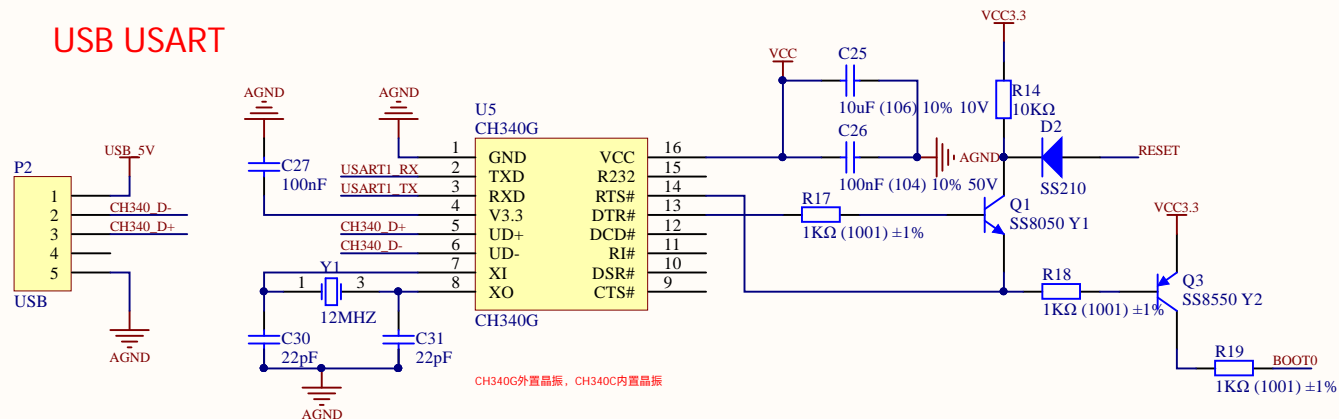 USB USART
P2
USB_5V
1
2
3
4
5
CH340_D-
CH340_D+
USB
AGND
AGND
C27
100nF
AGND
USART1_RX
USART1_TX
CH340_D+
CH340_D-
Y1
1
3
12MHZ
C30
22pF
C31
22pF
AGND
U5
CH340G
1 GND
2 TXD
3 RXD
4 V3.3
5 UD+
6 UD-
7 XI
8 XO
VCC 16
R232 15
RTS# 14
DTR# 13
DCD# 12
RI# 11
DSR# 10
CTS# 9
CH340G
CH340G外置晶振，CH340C内置晶振
VCC
C25
10uF (106) 10% 10V
C26
100nF (104) 10% 50V
AGND
VCC3.3
R14
10KΩ
D2
SS210
RESET
R17
1KΩ (1001) ±1%
Q1
SS8050 Y1
VCC3.3
R18
1KΩ (1001) ±1%
Q3
SS8550 Y2
R19
1KΩ (1001) ±1%
BOOT0